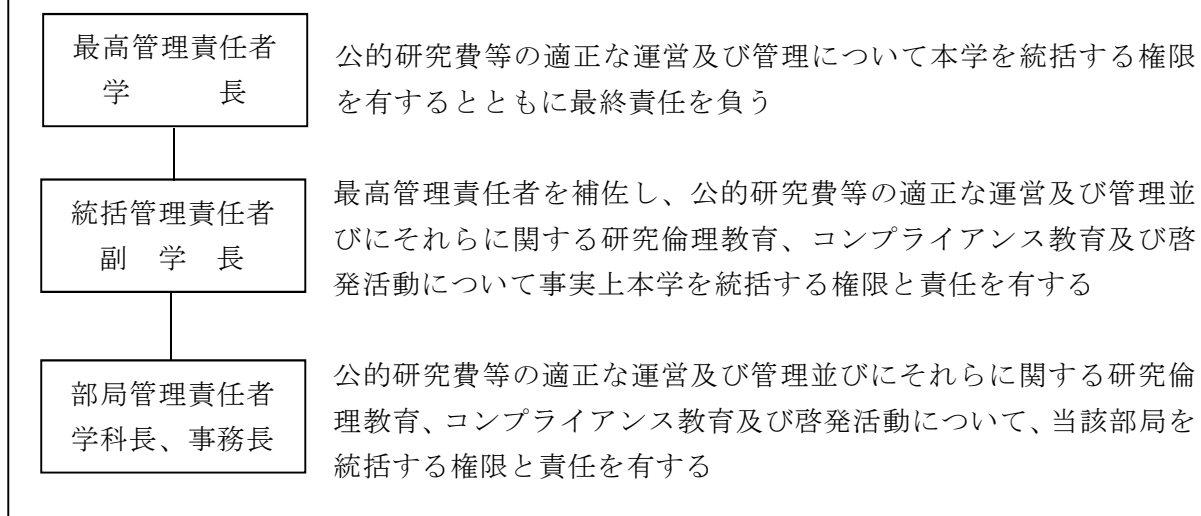 最高管理責任者
学　　　長
公的研究費等の適正な運営及び管理について本学を統括する権限
を有するとともに最終責任を負う
統括管理責任者
副　学　長
最高管理責任者を補佐し、公的研究費等の適正な運営及び管理並
びにそれらに関する研究倫理教育、コンプライアンス教育及び啓
発活動について事実上本学を統括する権限と責任を有する
部局管理責任者
学科長、事務長
公的研究費等の適正な運営及び管理並びにそれらに関する研究倫
理教育、コンプライアンス教育及び啓発活動について、当該部局を
統括する権限と責任を有する